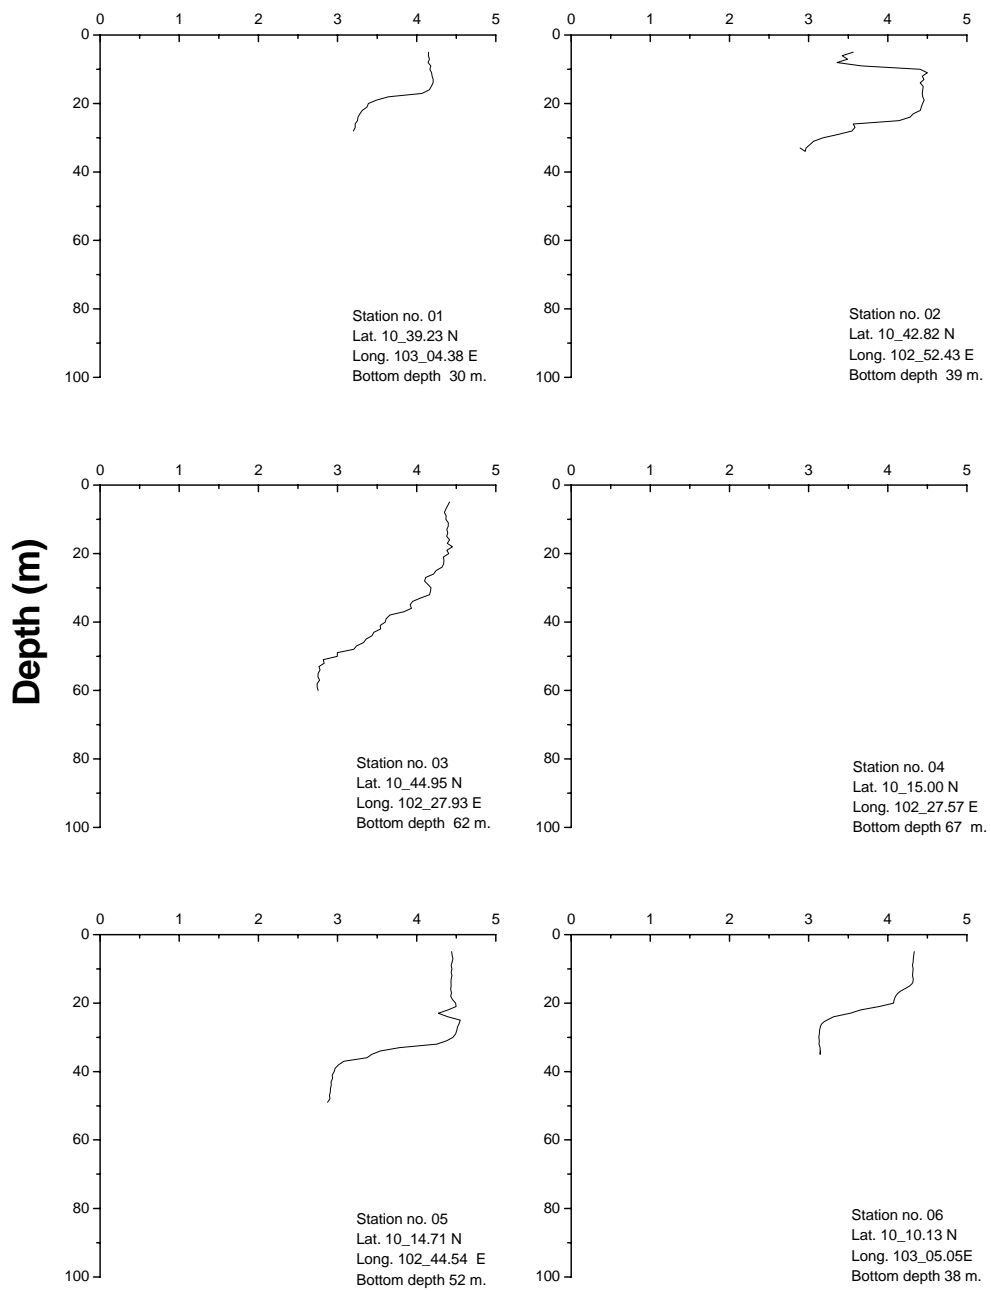 0 1 2 3 4 5
0
20
40
60
80
100
Station no. 01
Lat. 10_39.23 N
Long. 103_04.38 E
Bottom depth 30 m.
0 1 2 3 4 5
0
20
40
60
80
100
Station no. 02
Lat. 10_42.82 N
Long. 102_52.43 E
Bottom depth 39 m.
Depth (m)
0 1 2 3 4 5
0
20
40
60
80
100
Station no. 03
Lat. 10_44.95 N
Long. 102_27.93 E
Bottom depth 62 m.
0 1 2 3 4 5
0
20
40
60
80
100
Station no. 04
Lat. 10_15.00 N
Long. 102_27.57 E
Bottom depth 67 m.
0 1 2 3 4 5
0
20
40
60
80
100
Station no. 05
Lat. 10_14.71 N
Long. 102_44.54 E
Bottom depth 52 m.
0 1 2 3 4 5
0
20
40
60
80
100
Station no. 06
Lat. 10_10.13 N
Long. 103_05.05E
Bottom depth 38 m.